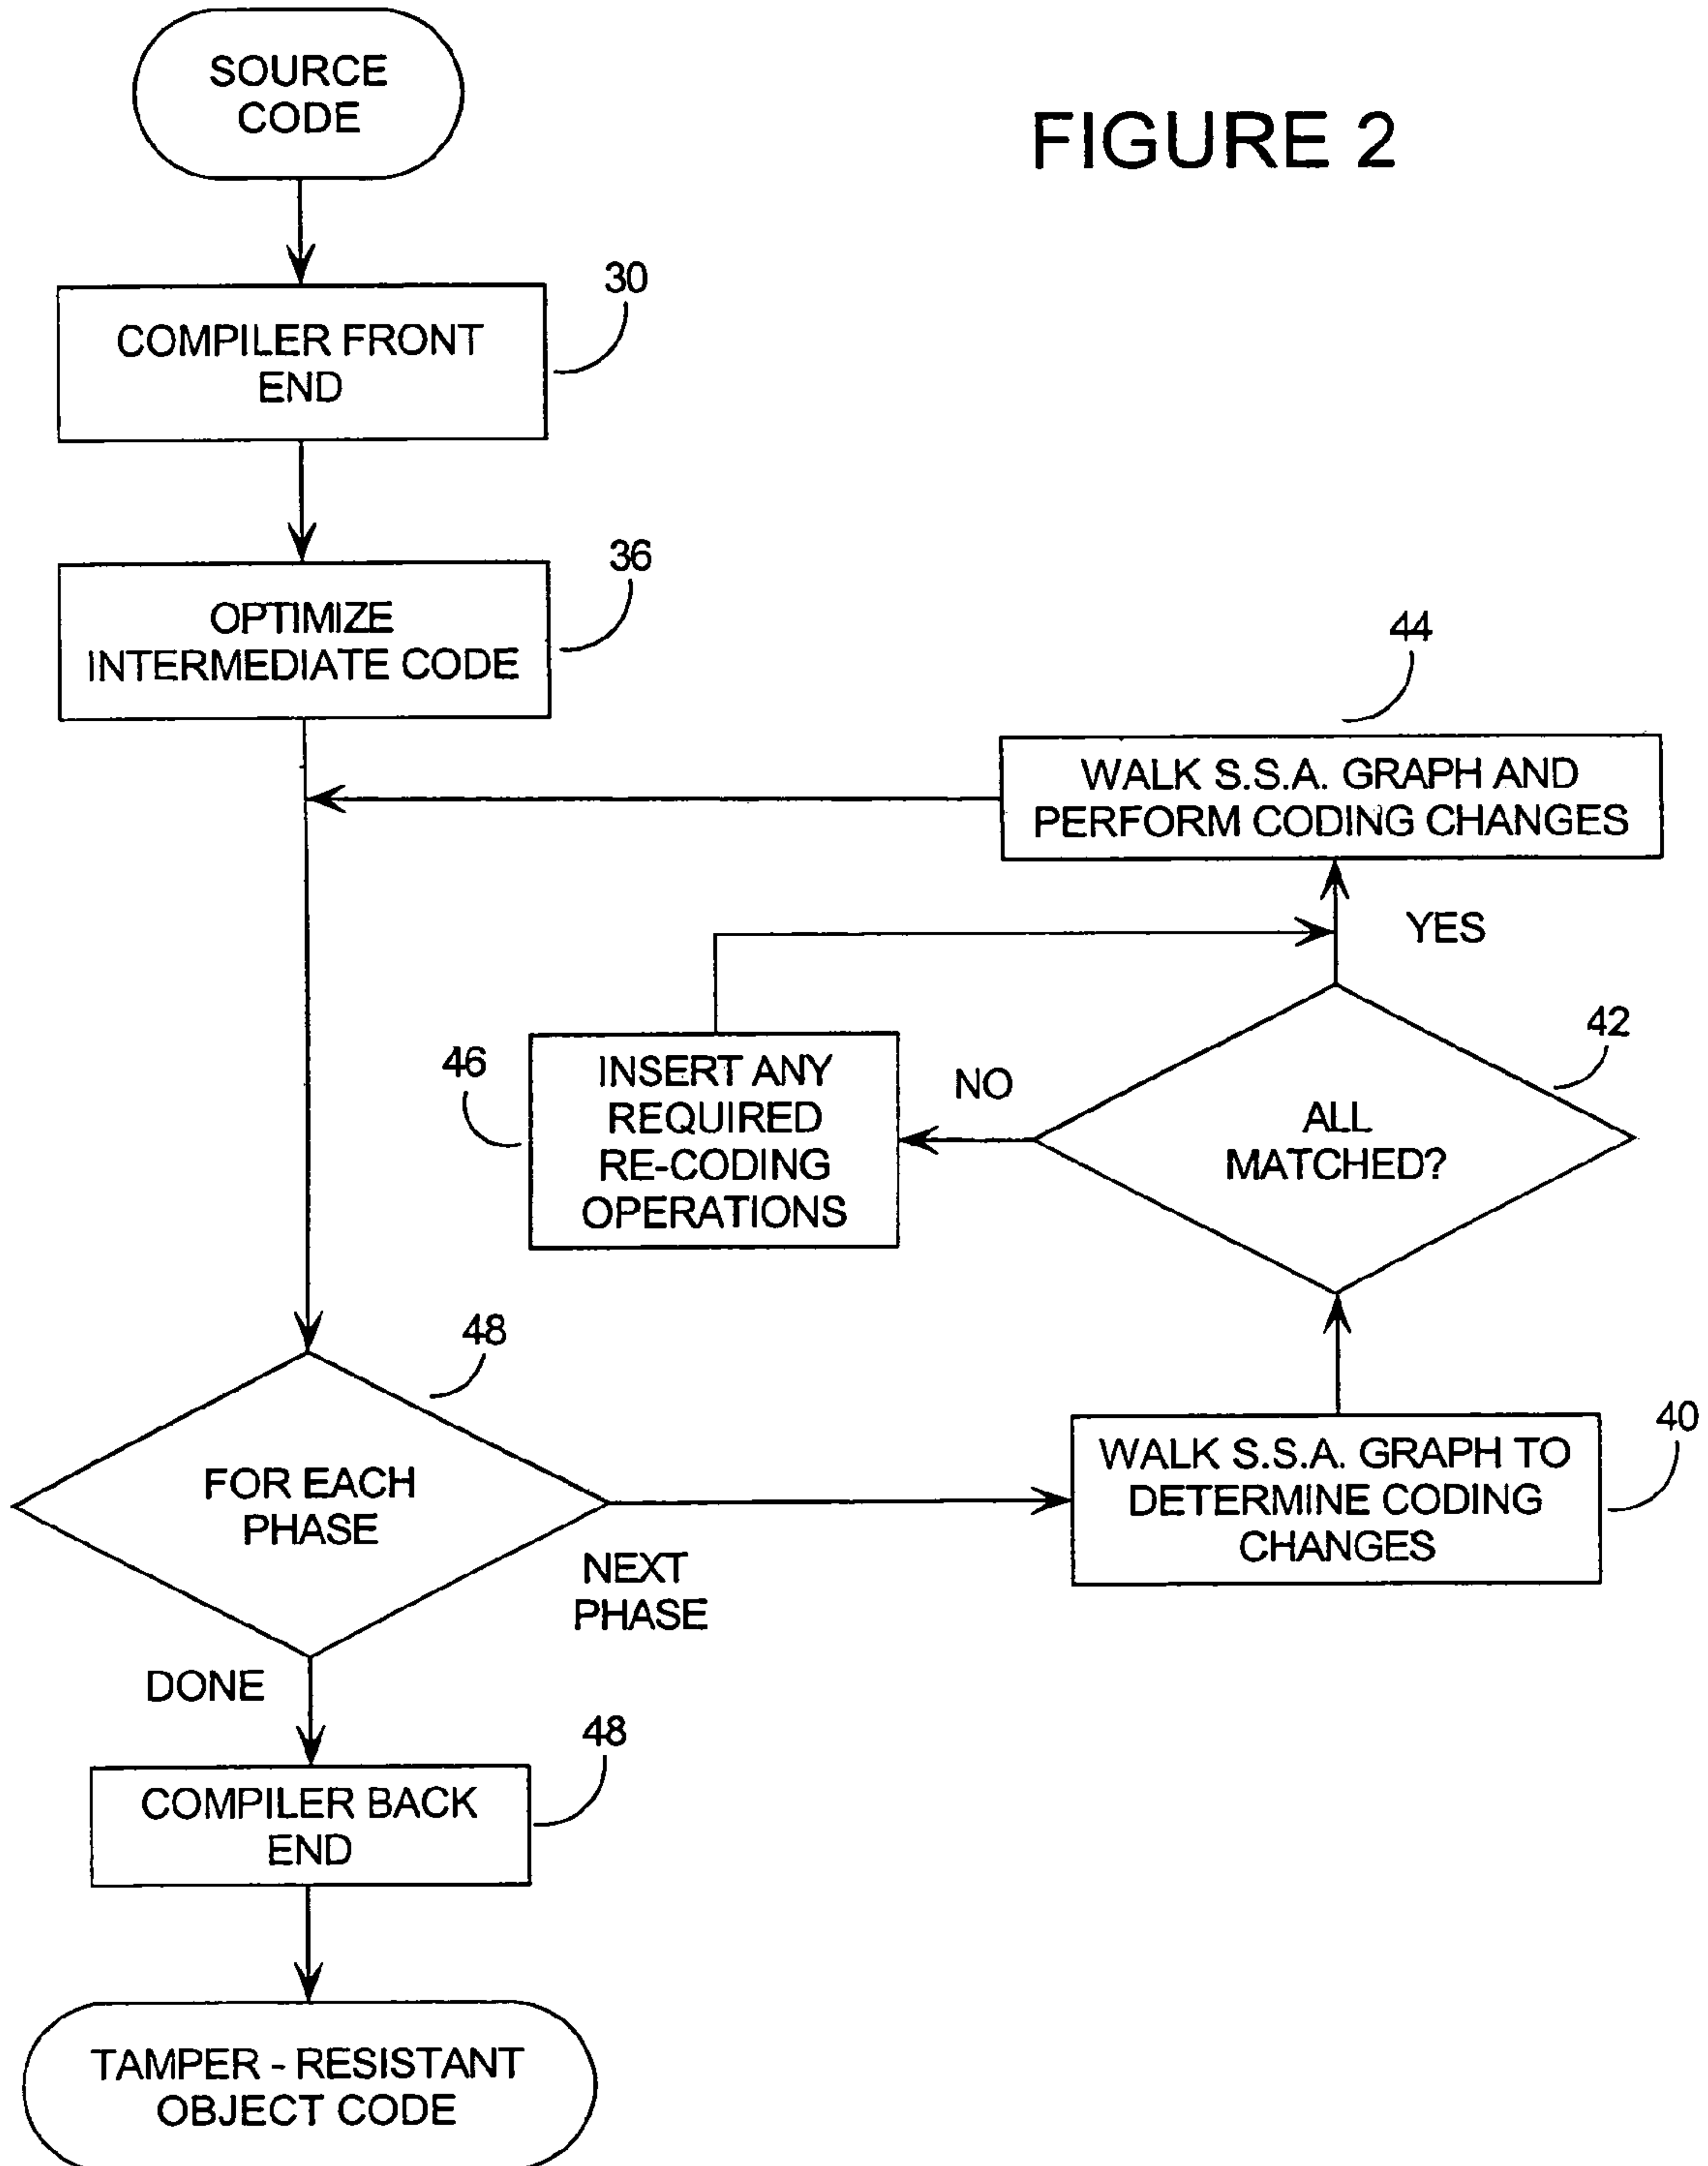 SOURCE
CODE
FIGURE 2
30
COMPILER FRONT
END
36
OPTIMIZE
INTERMEDIATE CODE
44
WALK S.S.A. GRAPH AND
PERFORM CODING CHANGES
YES
42
46
INSERT ANY
REQUIRED
RE-CODING
OPERATIONS
NO
ALL
MATCHED?
48
FOR EACH
PHASE
NEXT
PHASE
40
WALK S.S.A. GRAPH TO
DETERMINE CODING
CHANGES
DONE
48
COMPILER BACK
END
TAMPER - RESISTANT
OBJECT CODE